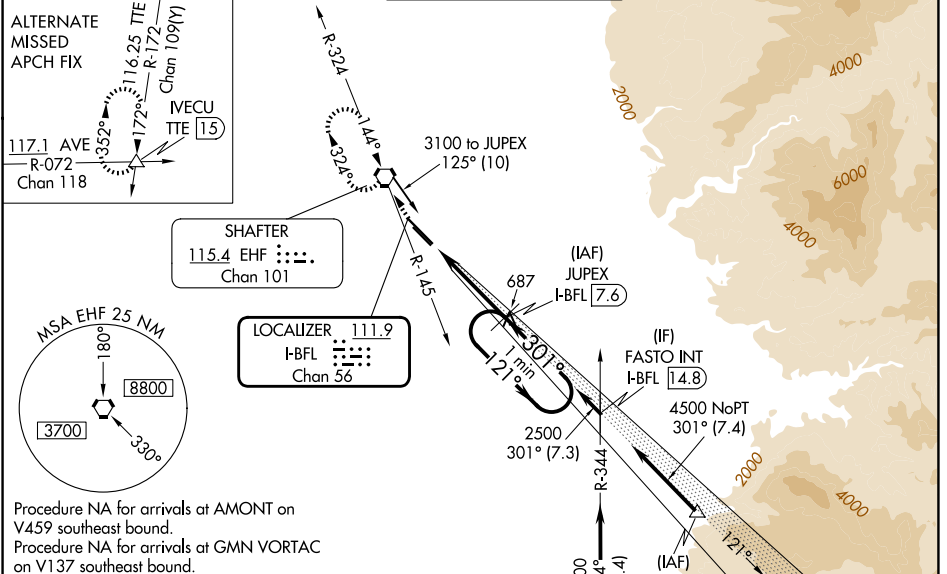 ALTERNATE
MISSED
APCH FIX
116.25 TTE
R-172
Chan 109(Y)
352°
172°
IVECU
TTE 15
117.1 AVE
R-072
Chan 118
R-324
144°
324°
3100 to JUPEX
125° (10)
SHAFTER
115.4 EHF
Chan 101
R-145
LOCALIZER 111.9
I-BFL
Chan 56
687
(IAF)
JUPEX
I-BFL 7.6
301°
1 min
121°
(IF)
FASTO INT
I-BFL 14.8
2500
301° (7.3)
4500 NoPT
301° (7.4)
R-344
(IAF)
121°
MSA EHF 25 NM
180°
8800
3700
330°
Procedure NA for arrivals at AMONT on
V459 southeast bound.
Procedure NA for arrivals at GMN VORTAC
on V137 southeast bound.
2000
4000
6000
4000
2000
4000